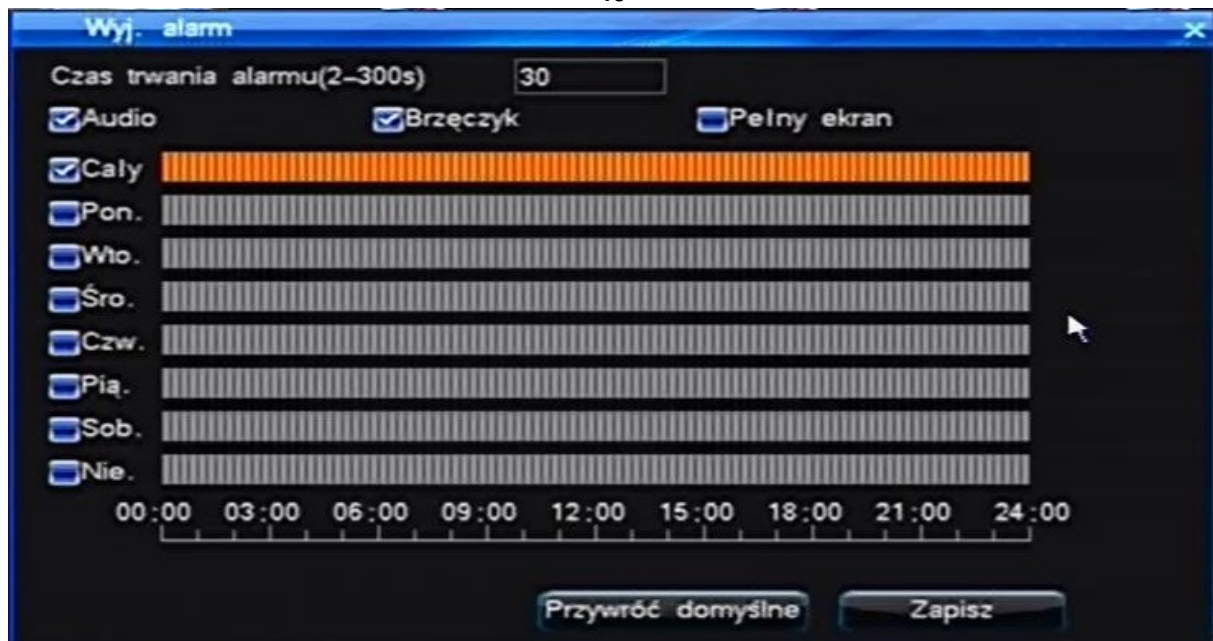 Wyj. alarm
Czas trwania alarmu(2-300s) 30
Audio Brzęczyk Pełny ekran
Cały
Pon.
Wto.
Śro.
Czw.
Pią.
Sob.
Nie.
00:00 03:00 06:00 09:00 12:00 15:00 18:00 21:00 24:00
Przywróć domyślne Zapisz